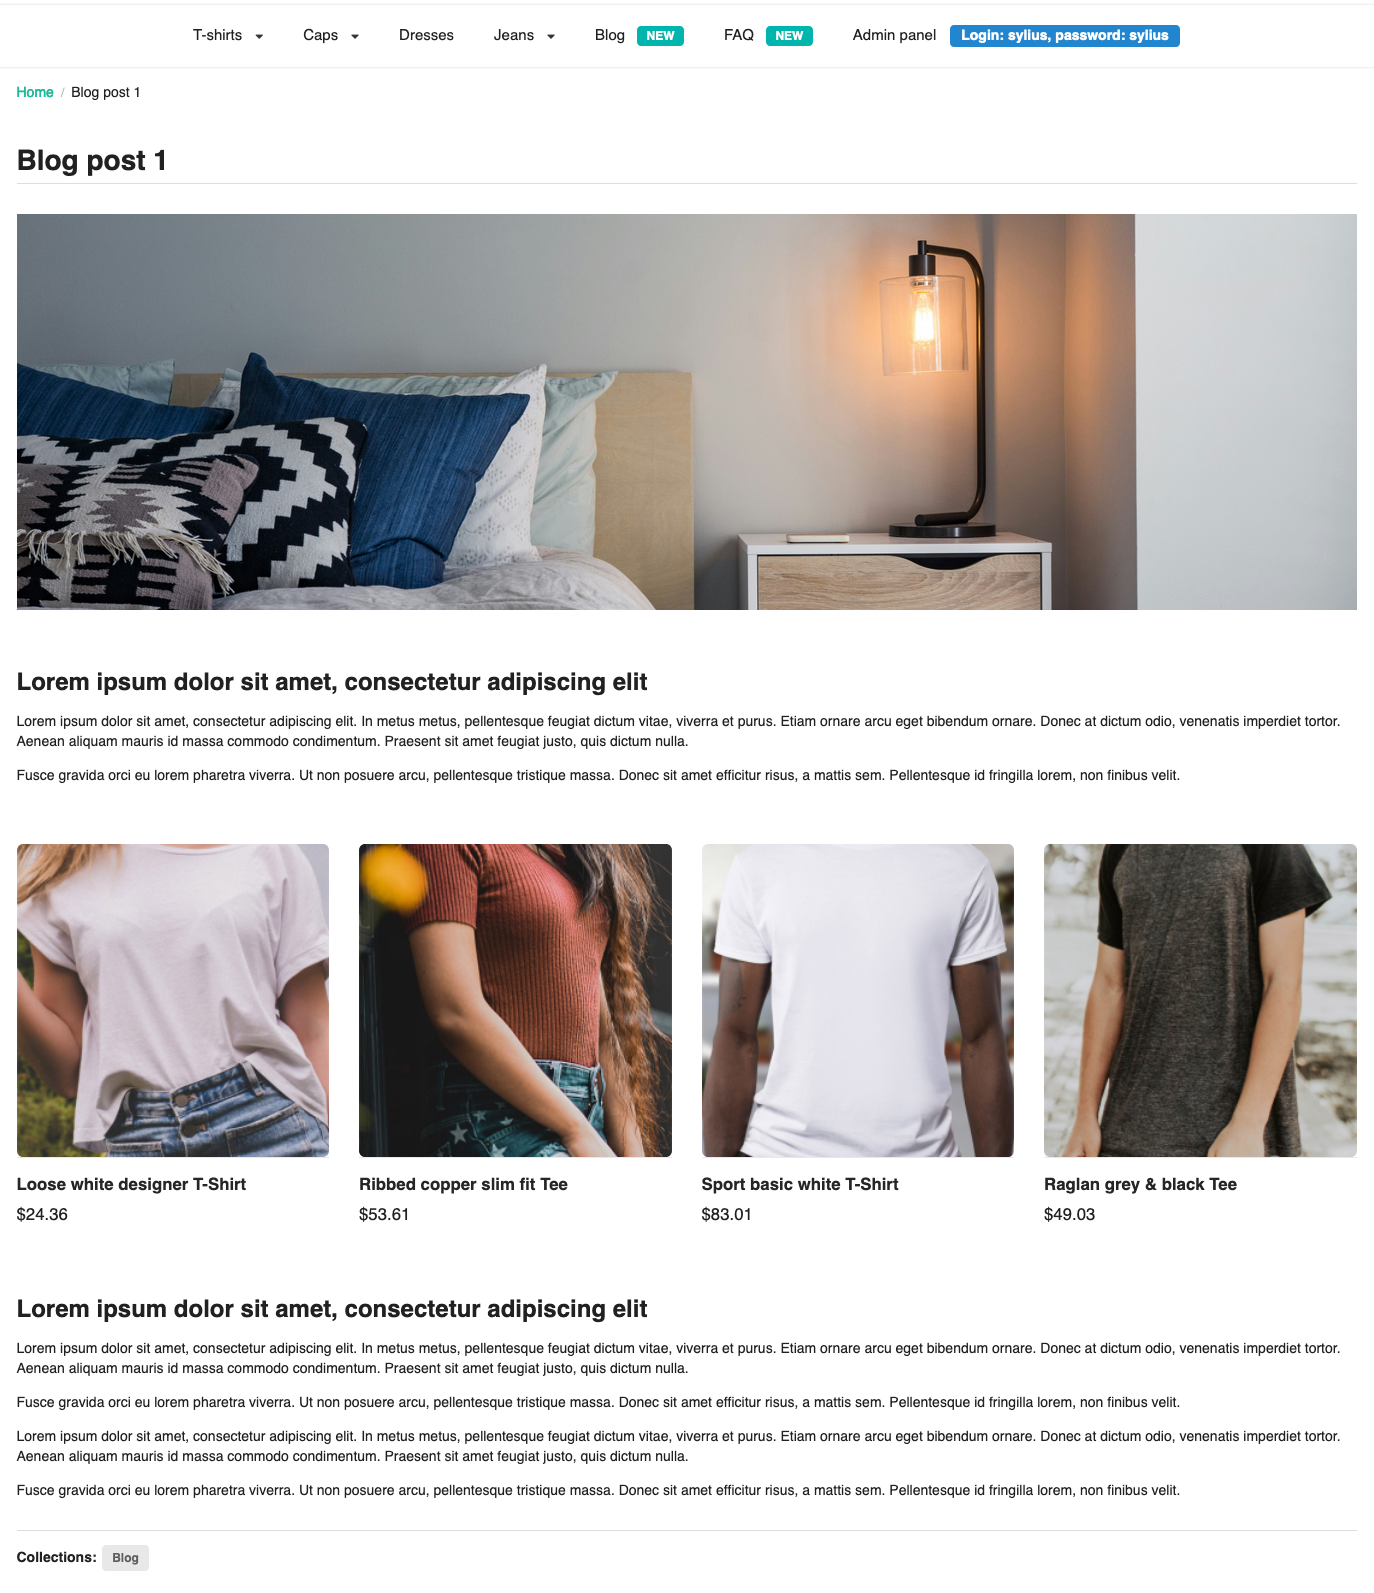 T-shirts Caps Dresses Jeans Blog NEW FAQ NEW Admin panel Login: sylius, password: sylius
Home / Blog post 1
Blog post 1
Lorem ipsum dolor sit amet, consectetur adipiscing elit
Lorem ipsum dolor sit amet, consectetur adipiscing elit. In metus metus, pellentesque feugiat dictum vitae, viverra et purus. Etiam ornare arcu eget bibendum ornare. Donec at dictum odio, venenatis imperdiet tortor.
Aenean aliquam mauris id massa commodo condimentum. Praesent sit amet feugiat justo, quis dictum nulla.
Fusce gravida orci eu lorem pharetra viverra. Ut non posuere arcu, pellentesque tristique massa. Donec sit amet efficitur risus, a mattis sem. Pellentesque id fringilla lorem, non finibus velit.
Loose white designer T-Shirt
$24.36
Ribbed copper slim fit Tee
$53.61
Sport basic white T-Shirt
$83.01
Raglan grey & black Tee
$49.03
Lorem ipsum dolor sit amet, consectetur adipiscing elit
Lorem ipsum dolor sit amet, consectetur adipiscing elit. In metus metus, pellentesque feugiat dictum vitae, viverra et purus. Etiam ornare arcu eget bibendum ornare. Donec at dictum odio, venenatis imperdiet tortor.
Aenean aliquam mauris id massa commodo condimentum. Praesent sit amet feugiat justo, quis dictum nulla.
Fusce gravida orci eu lorem pharetra viverra. Ut non posuere arcu, pellentesque tristique massa. Donec sit amet efficitur risus, a mattis sem. Pellentesque id fringilla lorem, non finibus velit.
Lorem ipsum dolor sit amet, consectetur adipiscing elit. In metus metus, pellentesque feugiat dictum vitae, viverra et purus. Etiam ornare arcu eget bibendum ornare. Donec at dictum odio, venenatis imperdiet tortor.
Aenean aliquam mauris id massa commodo condimentum. Praesent sit amet feugiat justo, quis dictum nulla.
Fusce gravida orci eu lorem pharetra viverra. Ut non posuere arcu, pellentesque tristique massa. Donec sit amet efficitur risus, a mattis sem. Pellentesque id fringilla lorem, non finibus velit.
Collections: Blog